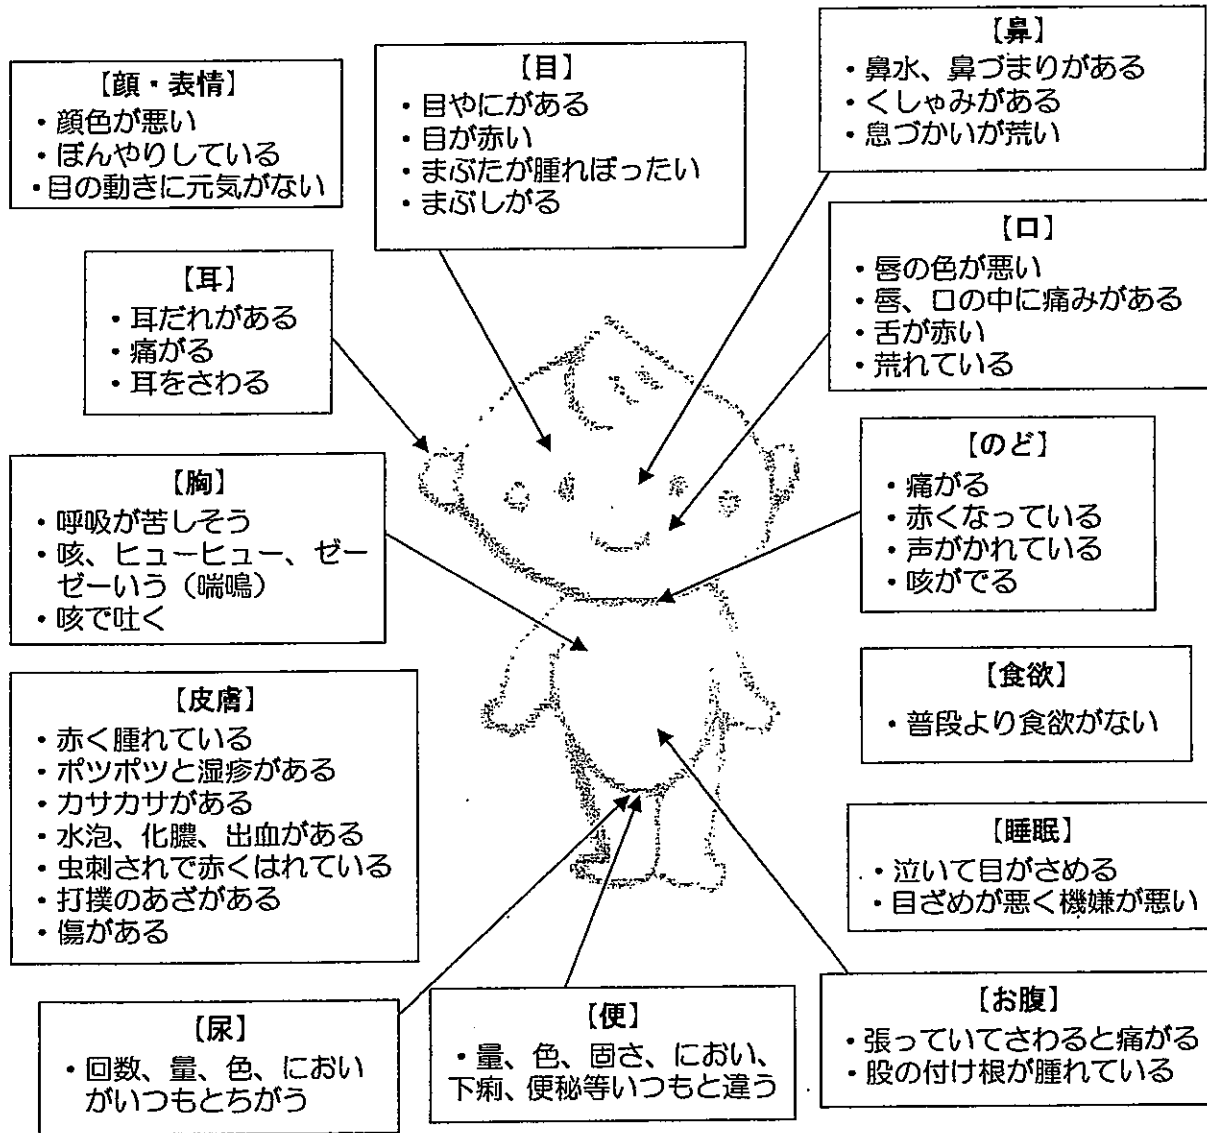 【顔・表情】
・顔色が悪い
・ぼんやりしている
・目の動きに元気がない
【目】
・目やにがある
・目が赤い
・まぶたが腫れぼったい
・まぶしがる
【鼻】
・鼻水、鼻づまりがある
・くしゃみがある
・息づかいが荒い
【耳】
・耳だれがある
・痛がる
・耳をさわる
【口】
・唇の色が悪い
・唇、口の中に痛みがある
・舌が赤い
・荒れている
【胸】
・呼吸が苦しそう
・咳、ヒューヒュー、ゼー
ゼーいう（喘鳴）
・咳で吐く
【のど】
・痛がる
・赤くなっている
・声がかれている
・咳がでる
【皮膚】
・赤く腫れている
・ポツポツと湿疹がある
・カサカサがある
・水泡、化膿、出血がある
・虫刺されで赤くはれている
・打撲のあざがある
・傷がある
【食欲】
・普段より食欲がない
【睡眠】
・泣いて目がさめる
・目ざめが悪く機嫌が悪い
【尿】
・回数、量、色、におい
がいつもとちがう
【便】
・量、色、固さ、におい、
下痢、便秘等いつもと違う
【お腹】
・張っていてさわると痛がる
・股の付け根が腫れている